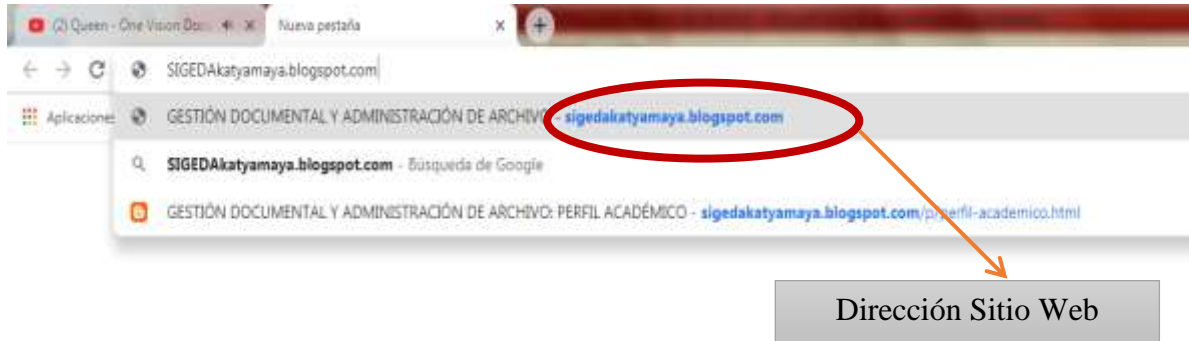 (2) Queen - One Vision Doc
Nueva pestaña
SIGEDAkatyamaya.blogspot.com
Aplicaciones
GESTIÓN DOCUMENTAL Y ADMINISTRACIÓN DE ARCHIVO - sigedakatyamaya.blogspot.com
SIGEDAkatyamaya.blogspot.com - Búsqueda de Google
GESTIÓN DOCUMENTAL Y ADMINISTRACIÓN DE ARCHIVO: PERFIL ACADÉMICO - sigedakatyamaya.blogspot.com/p/perfil-academico.html
Dirección Sitio Web